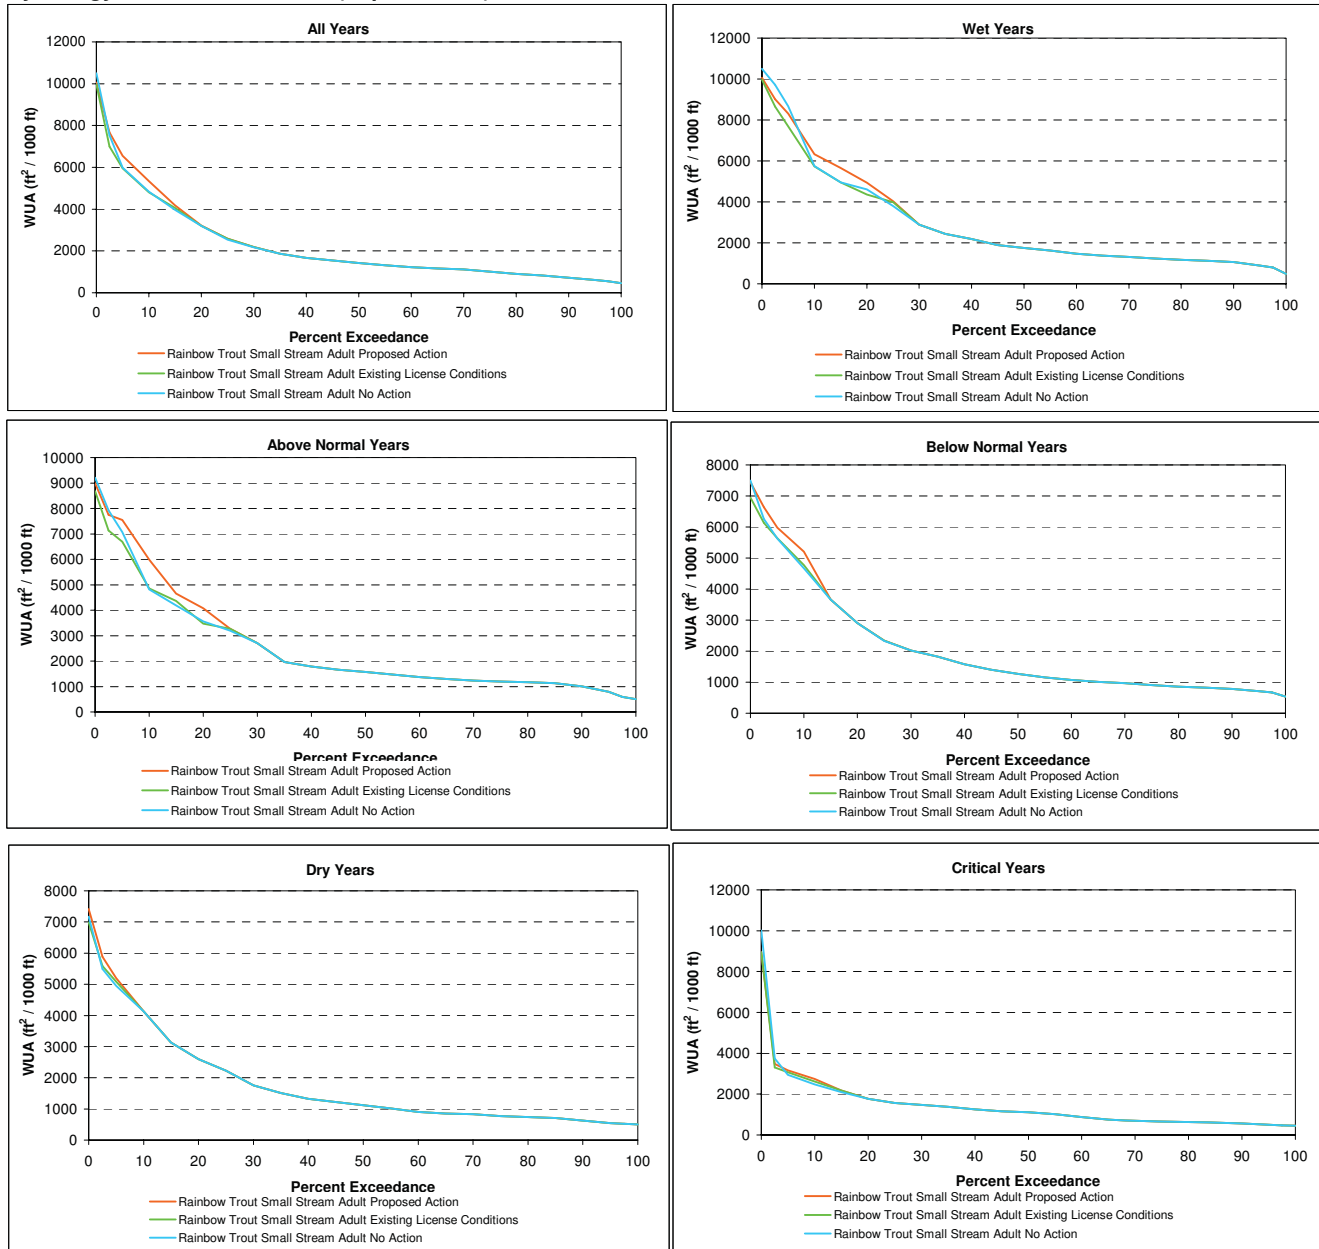 All Years
12000
10000
8000
6000
4000
2000
0
WUA (ft² / 1000 ft)
0 10 20 30 40 50 60 70 80 90 100
Percent Exceedance
Rainbow Trout Small Stream Adult Proposed Action
Rainbow Trout Small Stream Adult Existing License Conditions
Rainbow Trout Small Stream Adult No Action
Wet Years
12000
10000
8000
6000
4000
2000
0
WUA (ft² / 1000 ft)
0 10 20 30 40 50 60 70 80 90 100
Percent Exceedance
Rainbow Trout Small Stream Adult Proposed Action
Rainbow Trout Small Stream Adult Existing License Conditions
Rainbow Trout Small Stream Adult No Action
Above Normal Years
10000
9000
8000
7000
6000
5000
4000
3000
2000
1000
0
WUA (ft² / 1000 ft)
0 10 20 30 40 50 60 70 80 90 100
Percent Exceedance
Rainbow Trout Small Stream Adult Proposed Action
Rainbow Trout Small Stream Adult Existing License Conditions
Rainbow Trout Small Stream Adult No Action
Below Normal Years
8000
7000
6000
5000
4000
3000
2000
1000
0
WUA (ft² / 1000 ft)
0 10 20 30 40 50 60 70 80 90 100
Percent Exceedance
Rainbow Trout Small Stream Adult Proposed Action
Rainbow Trout Small Stream Adult Existing License Conditions
Rainbow Trout Small Stream Adult No Action
Dry Years
8000
7000
6000
5000
4000
3000
2000
1000
0
WUA (ft² / 1000 ft)
0 10 20 30 40 50 60 70 80 90 100
Percent Exceedance
Rainbow Trout Small Stream Adult Proposed Action
Rainbow Trout Small Stream Adult Existing License Conditions
Rainbow Trout Small Stream Adult No Action
Critical Years
12000
10000
8000
6000
4000
2000
0
WUA (ft² / 1000 ft)
0 10 20 30 40 50 60 70 80 90 100
Percent Exceedance
Rainbow Trout Small Stream Adult Proposed Action
Rainbow Trout Small Stream Adult Existing License Conditions
Rainbow Trout Small Stream Adult No Action